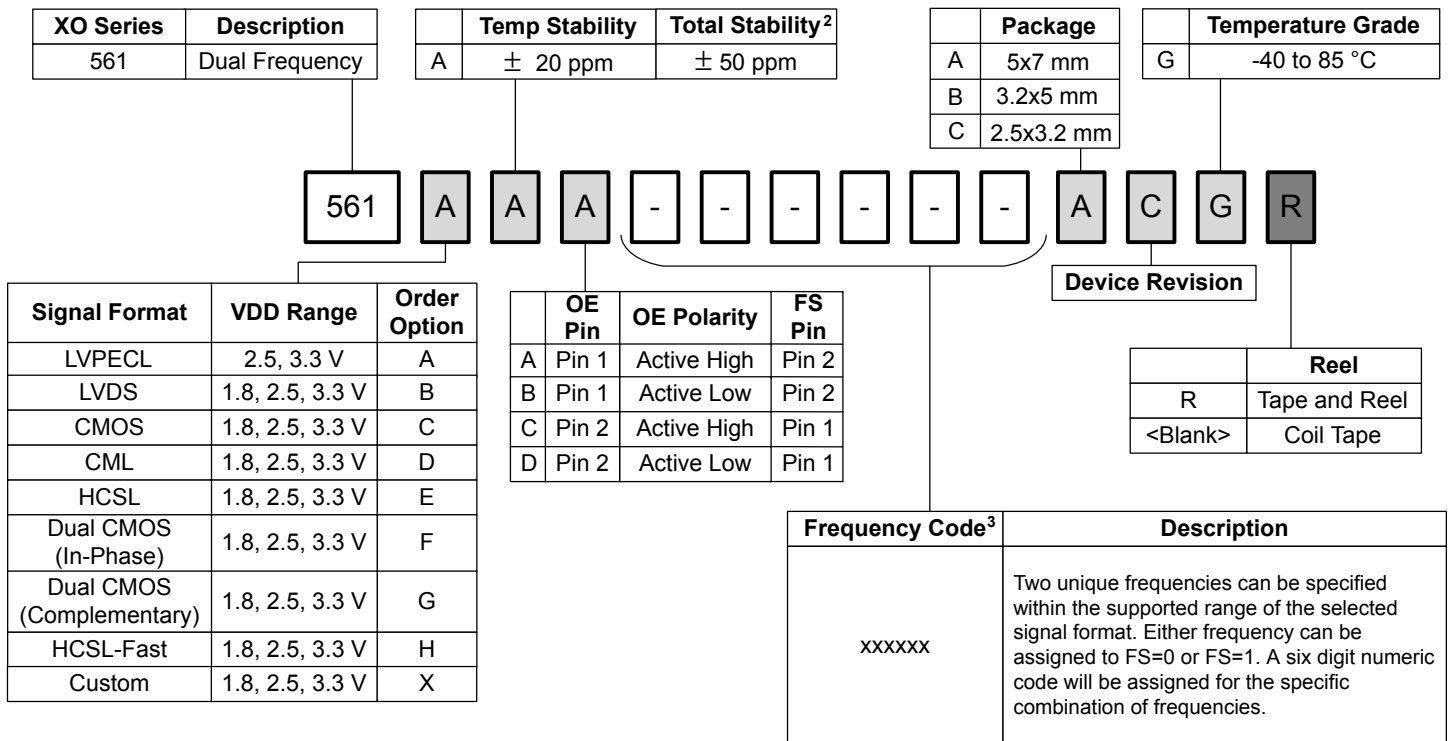 XO Series Description
561 Dual Frequency
Temp Stability Total Stability2
A ± 20 ppm ± 50 ppm
Package
A 5x7 mm
B 3.2x5 mm
C 2.5x3.2 mm
Temperature Grade
G -40 to 85 °C
561 A A A - - - - - - A C G R
Signal Format VDD Range Order Option
LVPECL 2.5, 3.3 V A
LVDS 1.8, 2.5, 3.3 V B
CMOS 1.8, 2.5, 3.3 V C
CML 1.8, 2.5, 3.3 V D
HCSL 1.8, 2.5, 3.3 V E
Dual CMOS
(In-Phase) 1.8, 2.5, 3.3 V F
Dual CMOS
(Complementary) 1.8, 2.5, 3.3 V G
HCSL-Fast 1.8, 2.5, 3.3 V H
Custom 1.8, 2.5, 3.3 V X
OE Pin OE Polarity FS Pin
A Pin 1 Active High Pin 2
B Pin 1 Active Low Pin 2
C Pin 2 Active High Pin 1
D Pin 2 Active Low Pin 1
Device Revision
Reel
R Tape and Reel
<Blank> Coil Tape
Frequency Code3 Description
xxxxxx
Two unique frequencies can be specified
within the supported range of the selected
signal format. Either frequency can be
assigned to FS=0 or FS=1. A six digit numeric
code will be assigned for the specific
combination of frequencies.